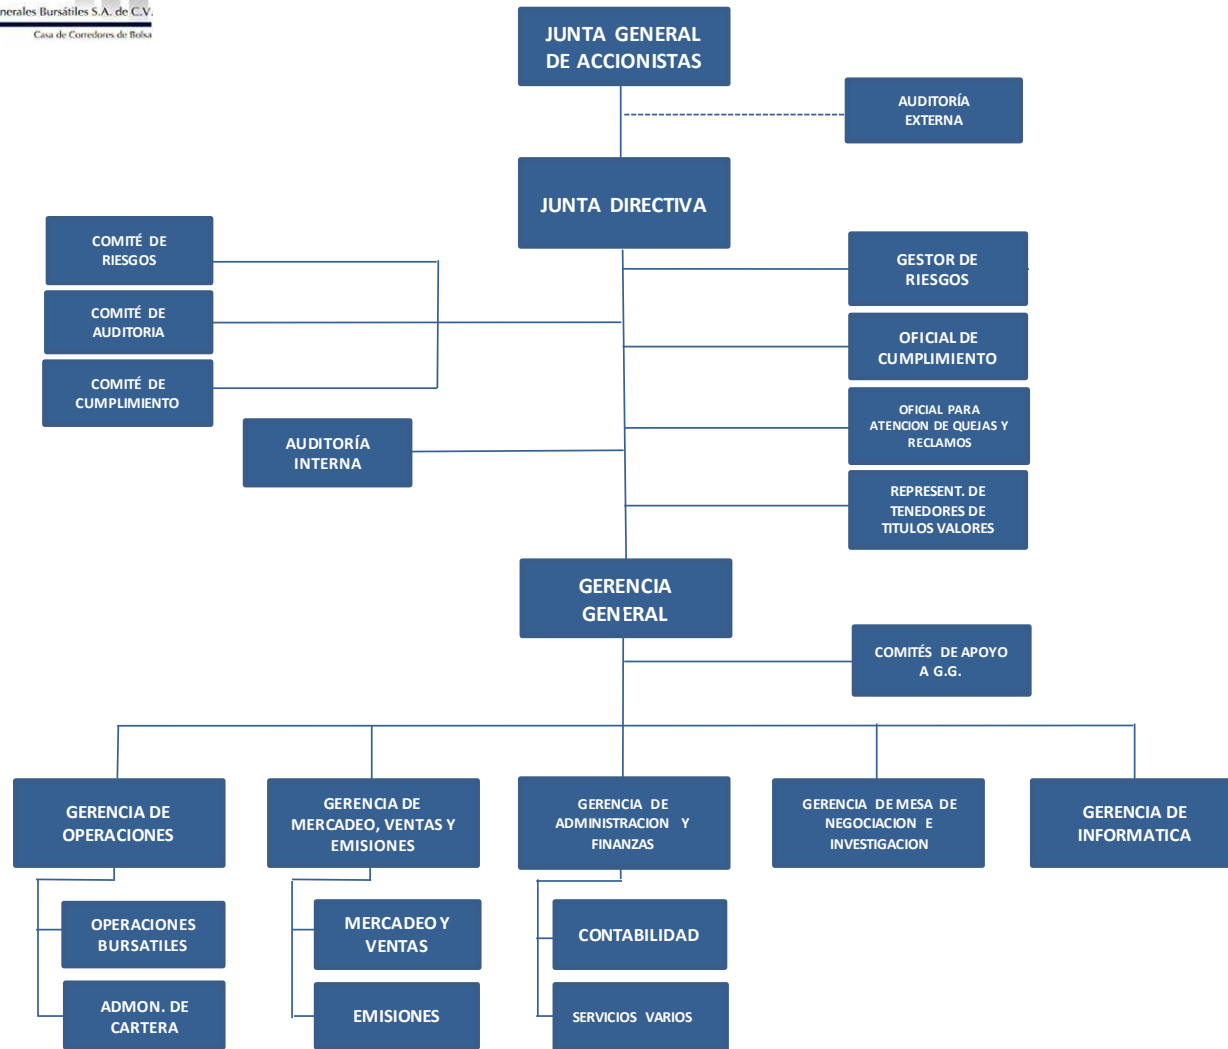 Bursátiles S.A. de C.V.
Casa de Corredores de Bolsa
JUNTA GENERAL
DE ACCIONISTAS
AUDITORÍA
EXTERNA
JUNTA DIRECTIVA
COMITÉ DE
RIESGOS
GESTOR DE
RIESGOS
COMITÉ DE
AUDITORIA
OFICIAL DE
CUMPLIMIENTO
COMITÉ DE
CUMPLIMIENTO
OFICIAL PARA
ATENCION DE QUEJAS Y
RECLAMOS
AUDITORÍA
INTERNA
REPRESENT. DE
TENEDORES DE
TITULOS VALORES
GERENCIA
GENERAL
COMITÉS DE APOYO
A G.G.
GERENCIA DE
OPERACIONES
GERENCIA DE
MERCADEO, VENTAS Y
EMISIONES
GERENCIA DE
ADMINISTRACION Y
FINANZAS
GERENCIA DE MESA DE
NEGOCIACION E
INVESTIGACION
GERENCIA DE
INFORMATICA
OPERACIONES
BURSATILES
MERCADEO Y
VENTAS
CONTABILIDAD
ADMON. DE
CARTERA
EMISIONES
SERVICIOS VARIOS